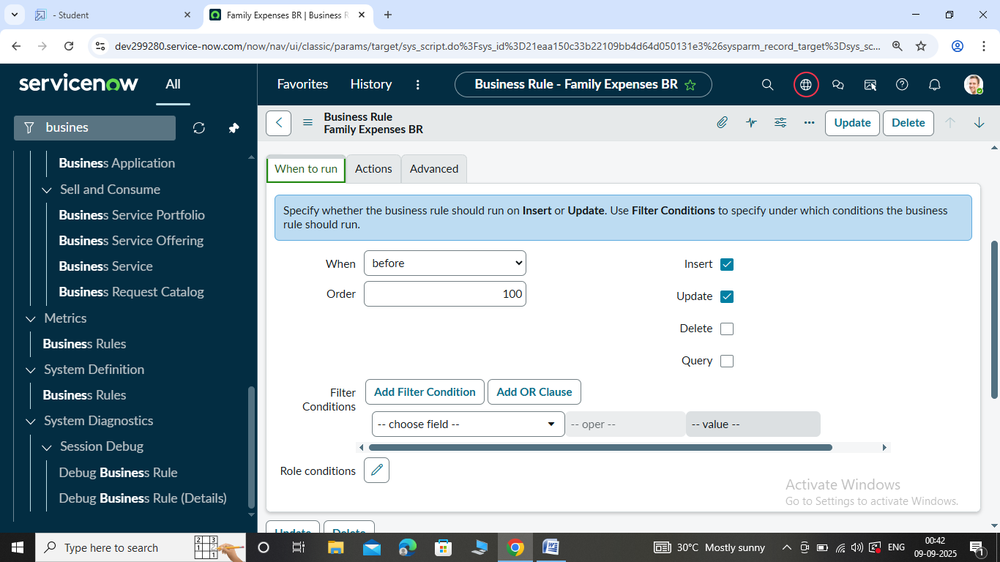 - Student
Family Expenses BR | Business R
dev299280.service-now.com/now/nav/ui/classic/params/target/sys_script.do%3Fsys_id%3D21eaa150c33b22109bb4d64d050131e3%26sysparm_record_target%3Dsys_sc...
servicenow
All
Favorites
History
Business Rule - Family Expenses BR
busines
Business Rule
Family Expenses BR
Update
Delete
Business Application
Sell and Consume
Business Service Portfolio
Business Service Offering
Business Service
Business Request Catalog
Metrics
Business Rules
System Definition
Business Rules
System Diagnostics
Session Debug
Debug Business Rule
Debug Business Rule (Details)
When to run
Actions
Advanced
Specify whether the business rule should run on Insert or Update. Use Filter Conditions to specify under which conditions the business
rule should run.
When
before
Insert
Order
100
Update
Delete
Query
Filter
Conditions
Add Filter Condition
Add OR Clause
-- choose field --
-- oper --
-- value --
Role conditions
Activate Windows
Go to Settings to activate Windows.
Update
Delete
Type here to search
30°C Mostly sunny
ENG
00:42
09-09-2025
1